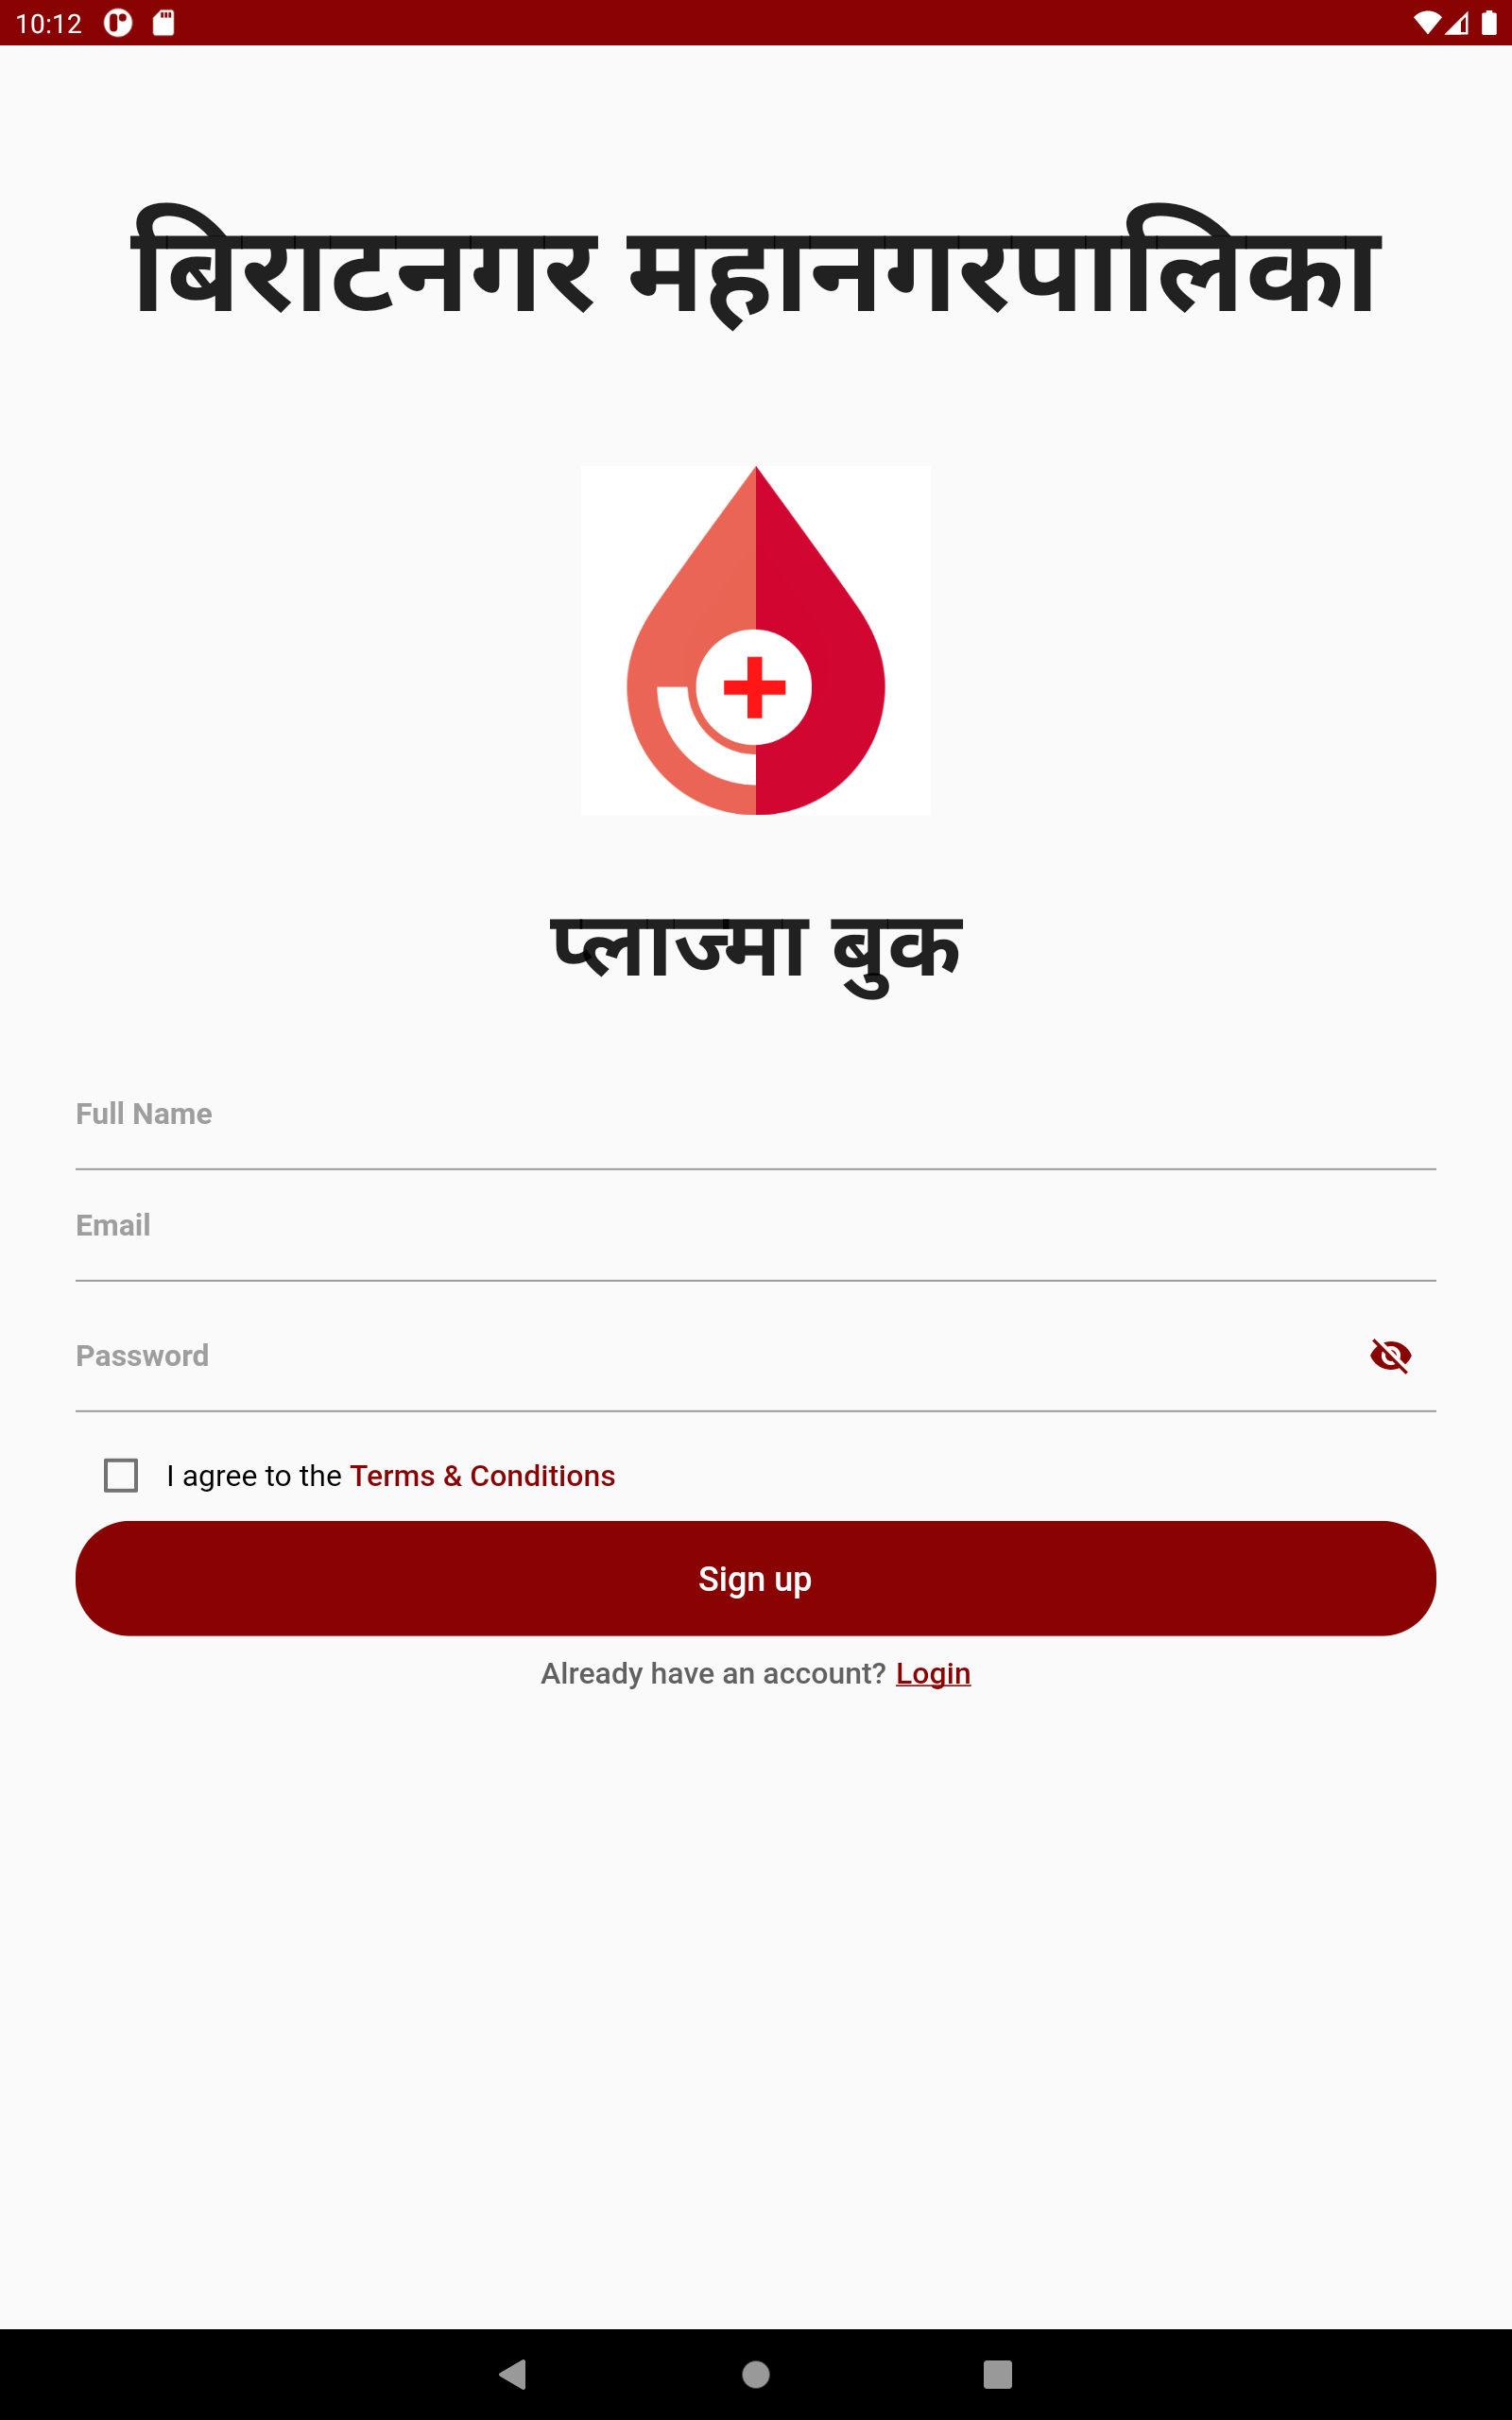 10:12
बिराटनगर महानगरपालिका
प्लाज्मा बुक
Full Name
Email
Password
I agree to the Terms & Conditions
Sign up
Already have an account? Login